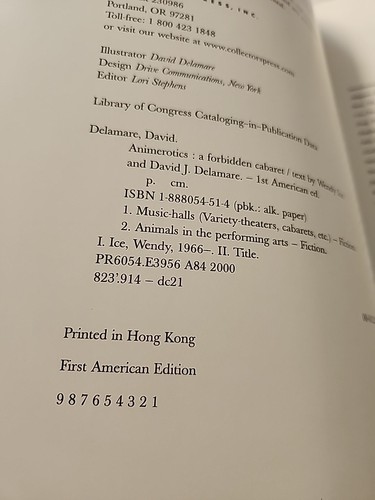 ESS, INC.
230986
Portland, OR 97281
Toll-free: 1 800 423 1848
or visit our website at www.collectorspress.com
Illustrator David Delamare
Design Drive Communications, New York
Editor Lori Stephens
Library of Congress Cataloging–in–Publication Data
Delamare, David.
Animerotics : a forbidden cabaret / text by Wendy
and David J. Delamare. – 1st American ed.
p. cm.
ISBN 1-888054-51-4 (pbk.: alk. paper)
1. Music-halls (Variety-theaters, cabarets, etc.) – Fiction.
2. Animals in the performing arts – Fiction.
I. Ice, Wendy, 1966–. II. Title.
PR6054.E3956 A84 2000
823'.914 – dc21
Printed in Hong Kong
First American Edition
9 8 7 6 5 4 3 2 1